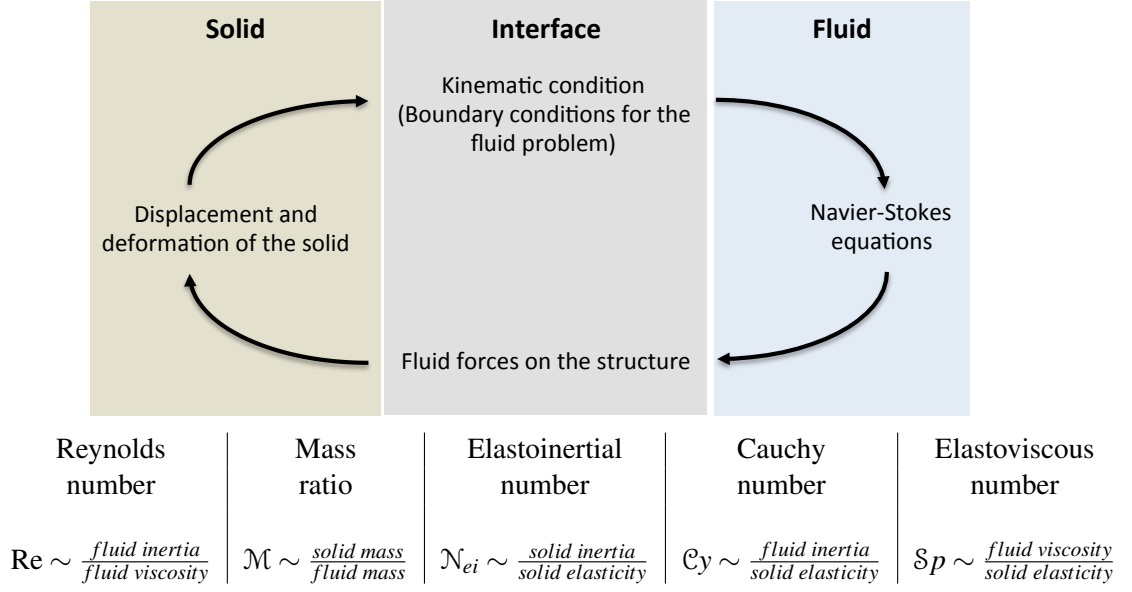 Solid
Interface
Fluid
Kinematic condition
(Boundary conditions for the
fluid problem)
Displacement and
deformation of the solid
Navier-Stokes
equations
Fluid forces on the structure
Reynolds
number
Mass
ratio
Elastoinertial
number
Cauchy
number
Elastoviscous
number
Re ∼ fluid inertia / fluid viscosity
ℳ ∼ solid mass / fluid mass
𝒩ei ∼ solid inertia / solid elasticity
𝒞y ∼ fluid inertia / solid elasticity
𝒮p ∼ fluid viscosity / solid elasticity